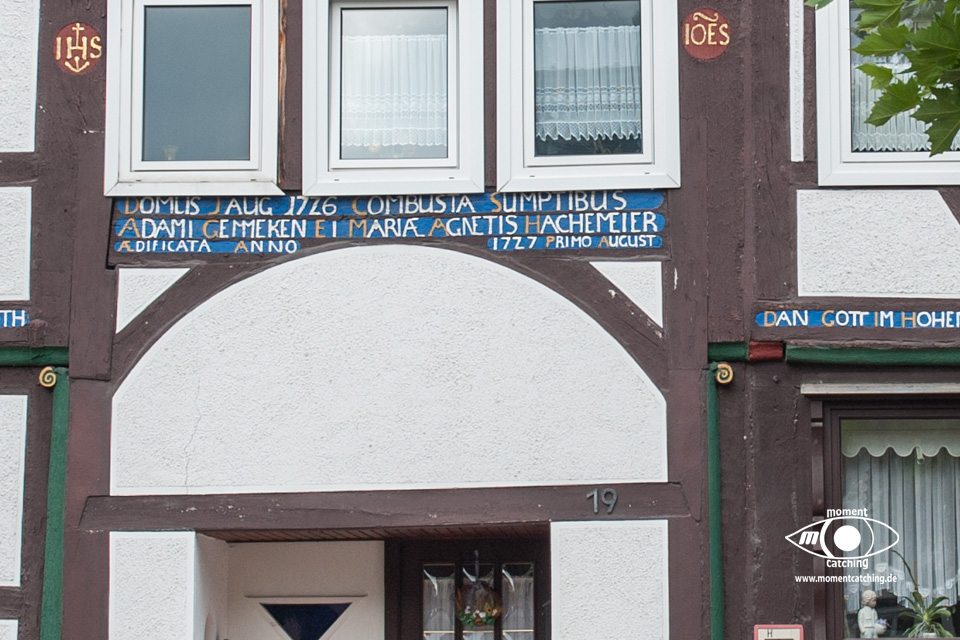 IHS
IOES
DOMUS J AUG 1726 COMBUSTA SUMPTIBUS
ADAMI GEMMEKEN ET MARIÆ AGNETIS HACHEMEIER
ÆDIFICATA ANNO 1727 PRIMO AUGUST
TH
DAN GOTT IM HOHEN
19
moment
m
catching
www.momentcatching.de
H